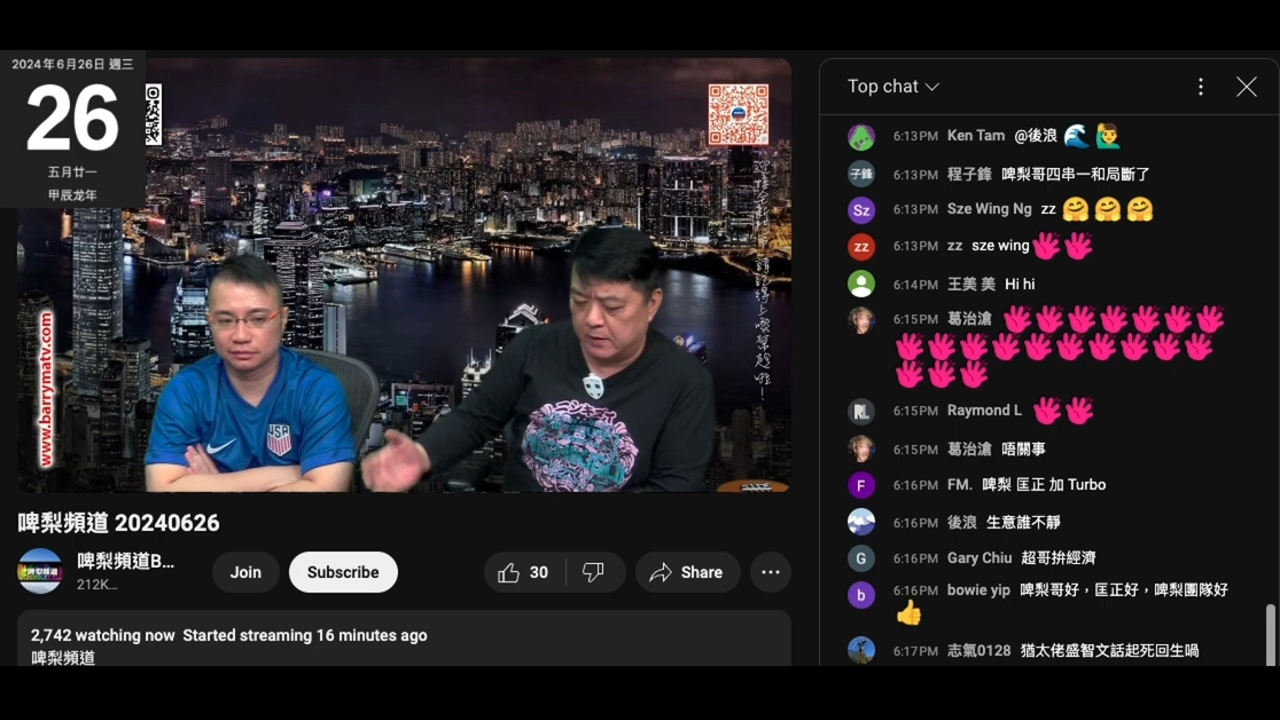 2024年6月26日 週三
26
五月廿一
甲辰龙年
www.barrymatv.com
USA
啤梨頻道 20240626
啤梨頻道B...
212K...
Join
Subscribe
30
Share
2,742 watching now Started streaming 16 minutes ago
啤梨頻道
Top chat
6:13PM Ken Tam @後浪
子鋒 6:13PM 程子鋒 啤梨哥四串一和局斷了
Sz 6:13PM Sze Wing Ng zz
zz 6:13PM zz sze wing
6:14PM 王美 美 Hi hi
6:15PM 葛治滄
RL 6:15PM Raymond L
6:15PM 葛治滄 唔關事
F 6:16PM FM. 啤梨 匡正 加 Turbo
6:16PM 後浪 生意誰不靜
G 6:16PM Gary Chiu 超哥拚經濟
b 6:16PM bowie yip 啤梨哥好，匡正好，啤梨團隊好
6:17PM 志氣0128 猶太佬盛智文話起死回生喎